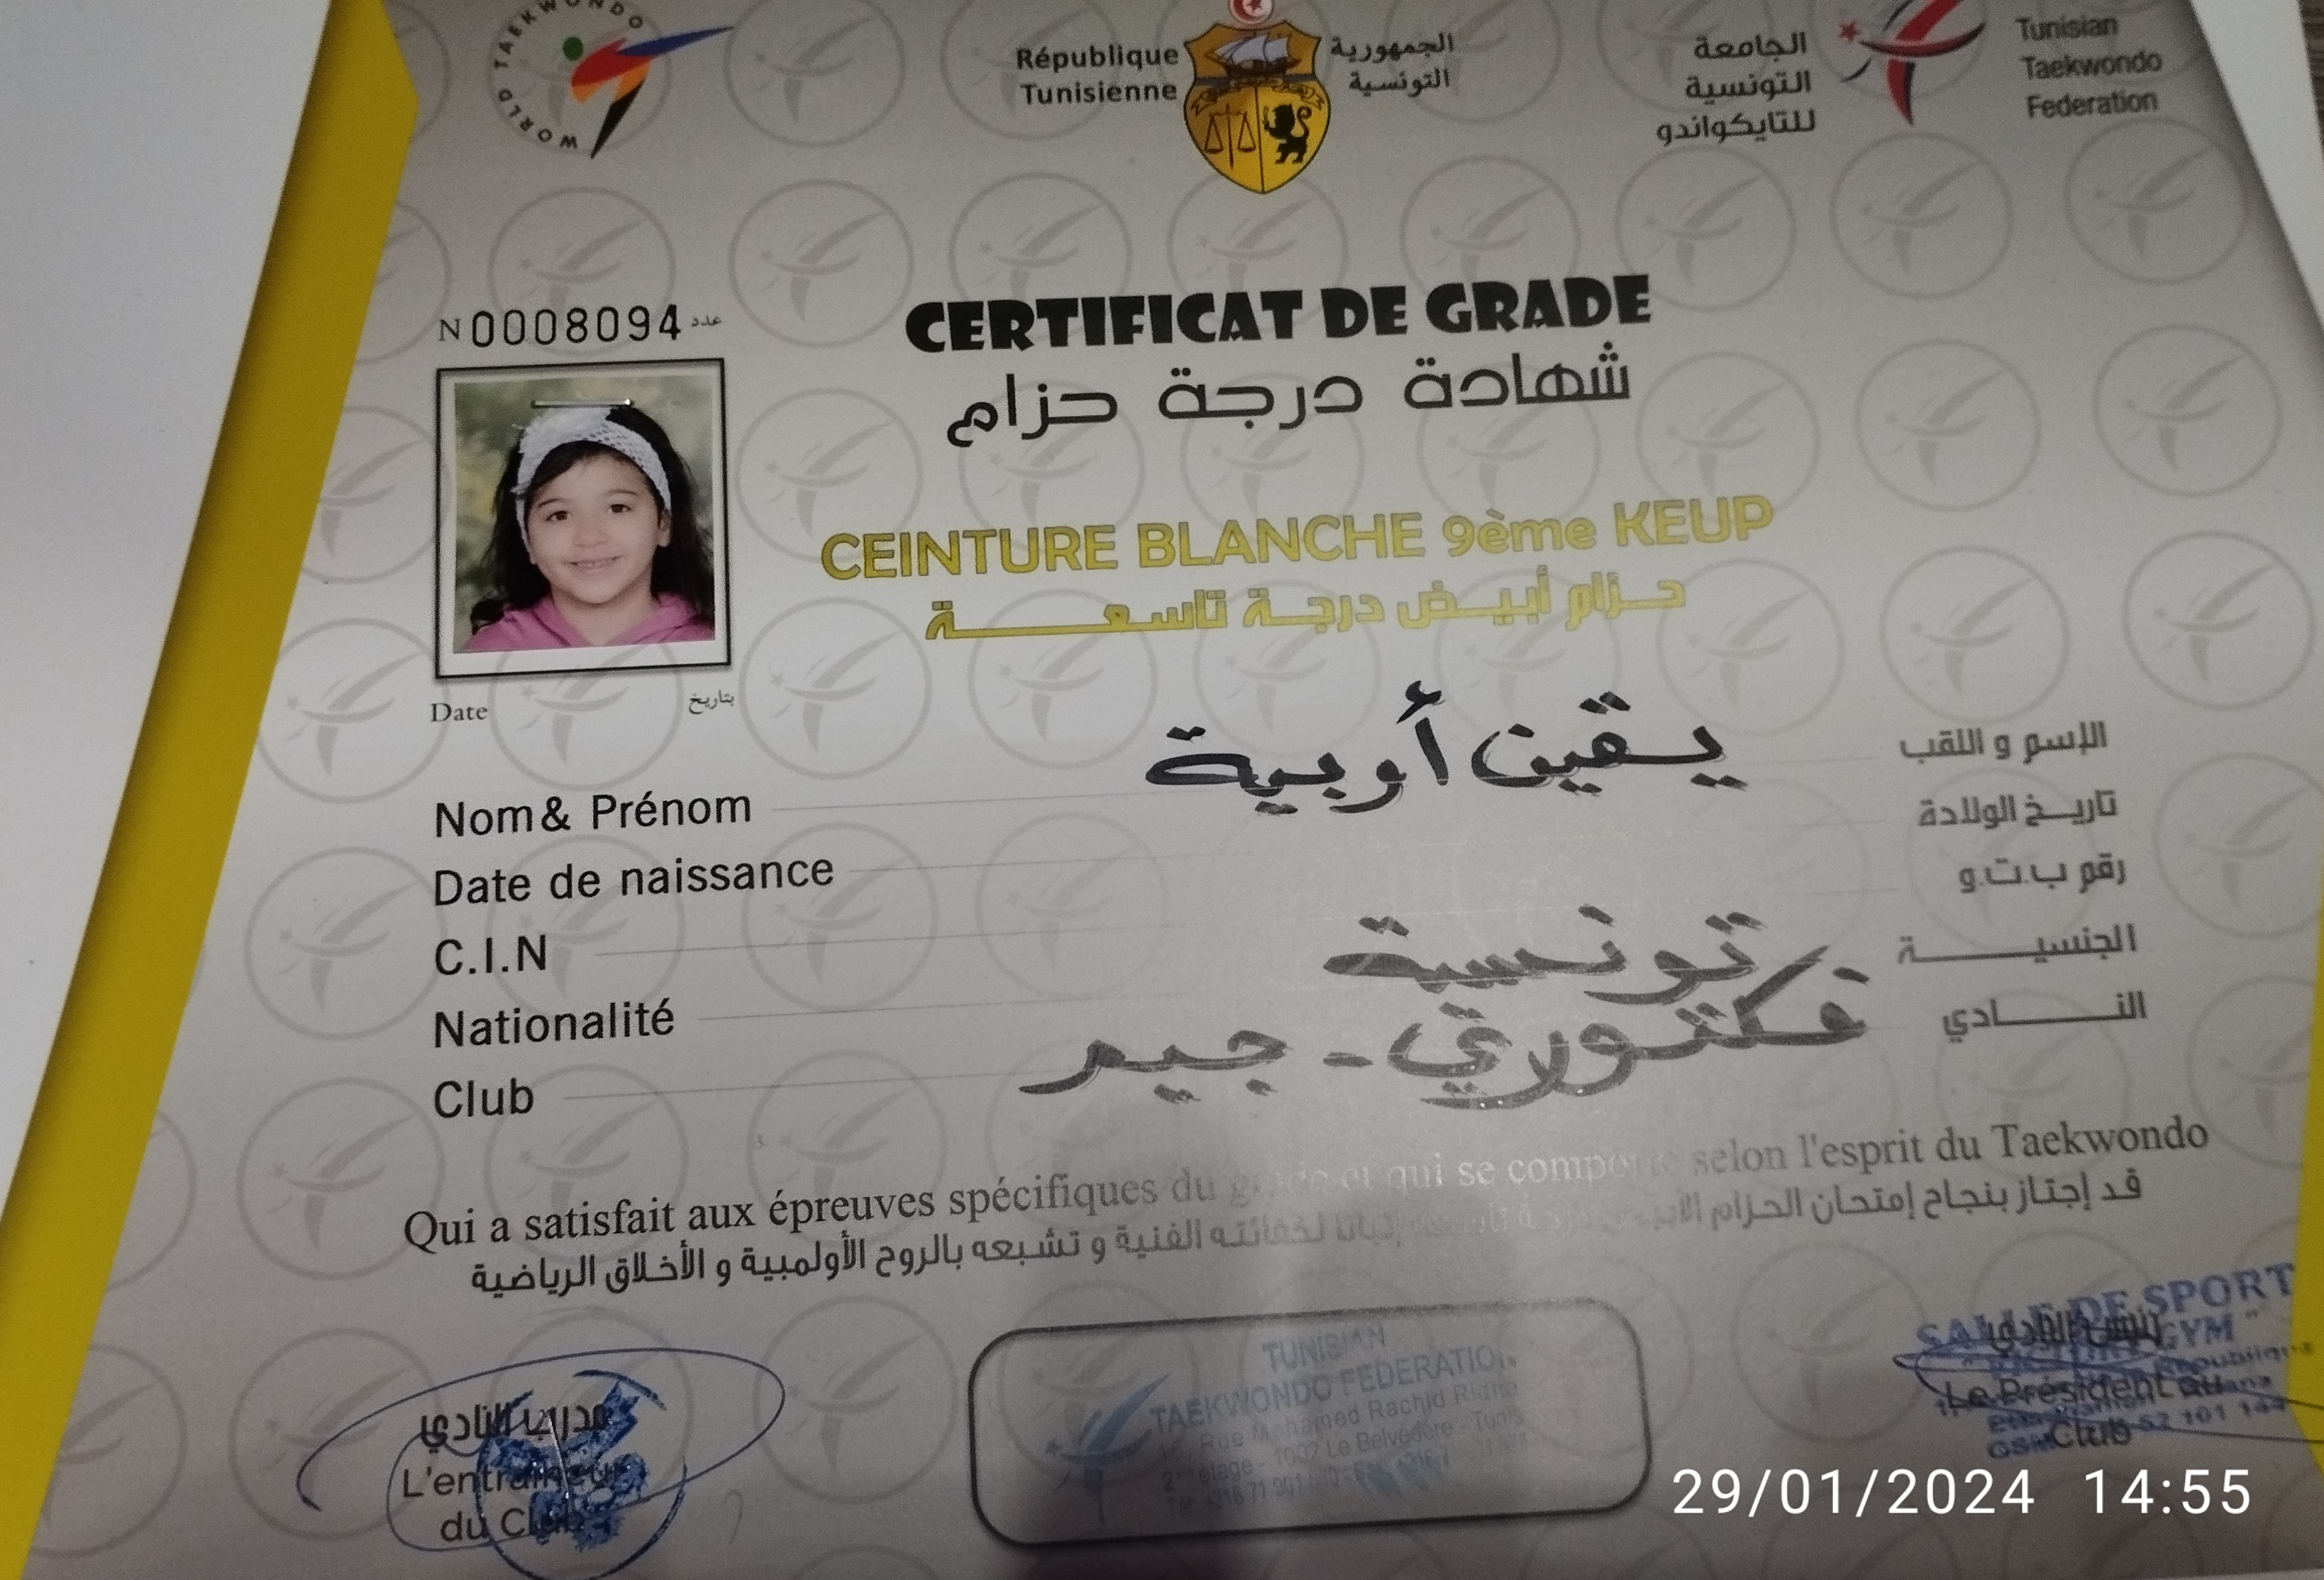 WORLD TAEKWONDO
République
Tunisienne
الجمهورية
التونسية
الجامعة
التونسية
للتايكواندو
Tunisian
Taekwondo
Federation
N 0008094 عدد
CERTIFICAT DE GRADE
شهادة درجة حزام
CEINTURE BLANCHE 9ème KEUP
حزام أبيض درجة تاسعة
Date بتاريخ
Nom & Prénom يقين أوبية الإسم و اللقب
Date de naissance تاريخ الولادة
C.I.N رقم ب.ت.و
Nationalité تونسية الجنسية
Club فكتوري - جيم النادي
Qui a satisfait aux épreuves spécifiques du grade et qui se comporte selon l'esprit du Taekwondo
قد إجتاز بنجاح إمتحان الحزام
لكفائته الفنية و تشبعه بالروح الأولمبية و الأخلاق الرياضية
مدرب النادي
L'entraineur
du Club
TUNISIAN
TAEKWONDO FEDERATION
Rue Mohamed Rachid
étage - 1002 Le Belvédère - Tunis
SALLE DE SPORT
GYM "
رئيس النادي
Le Président du
Club
29/01/2024 14:55